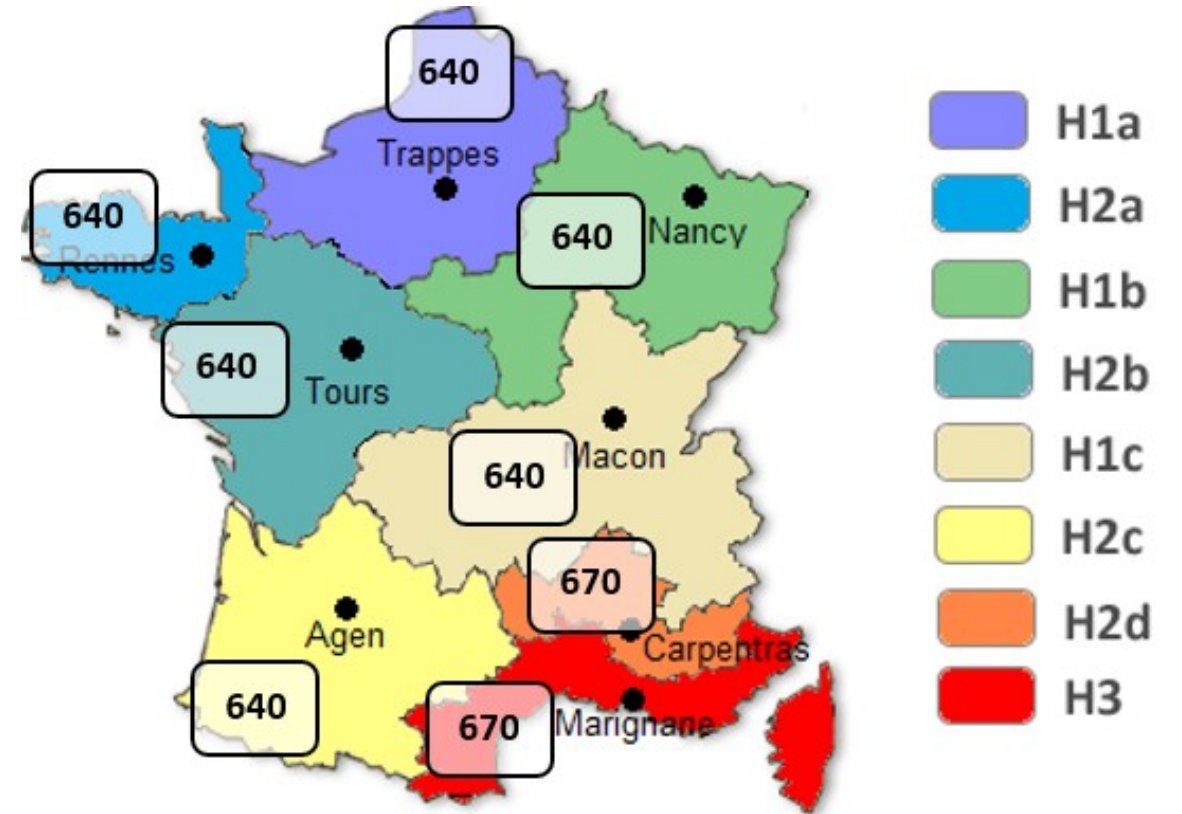 640
Trappes
640
Rennes
640
Nancy
640
Tours
640
Macon
670
Carpentras
Agen
640
670
Marignane
H1a
H2a
H1b
H2b
H1c
H2c
H2d
H3